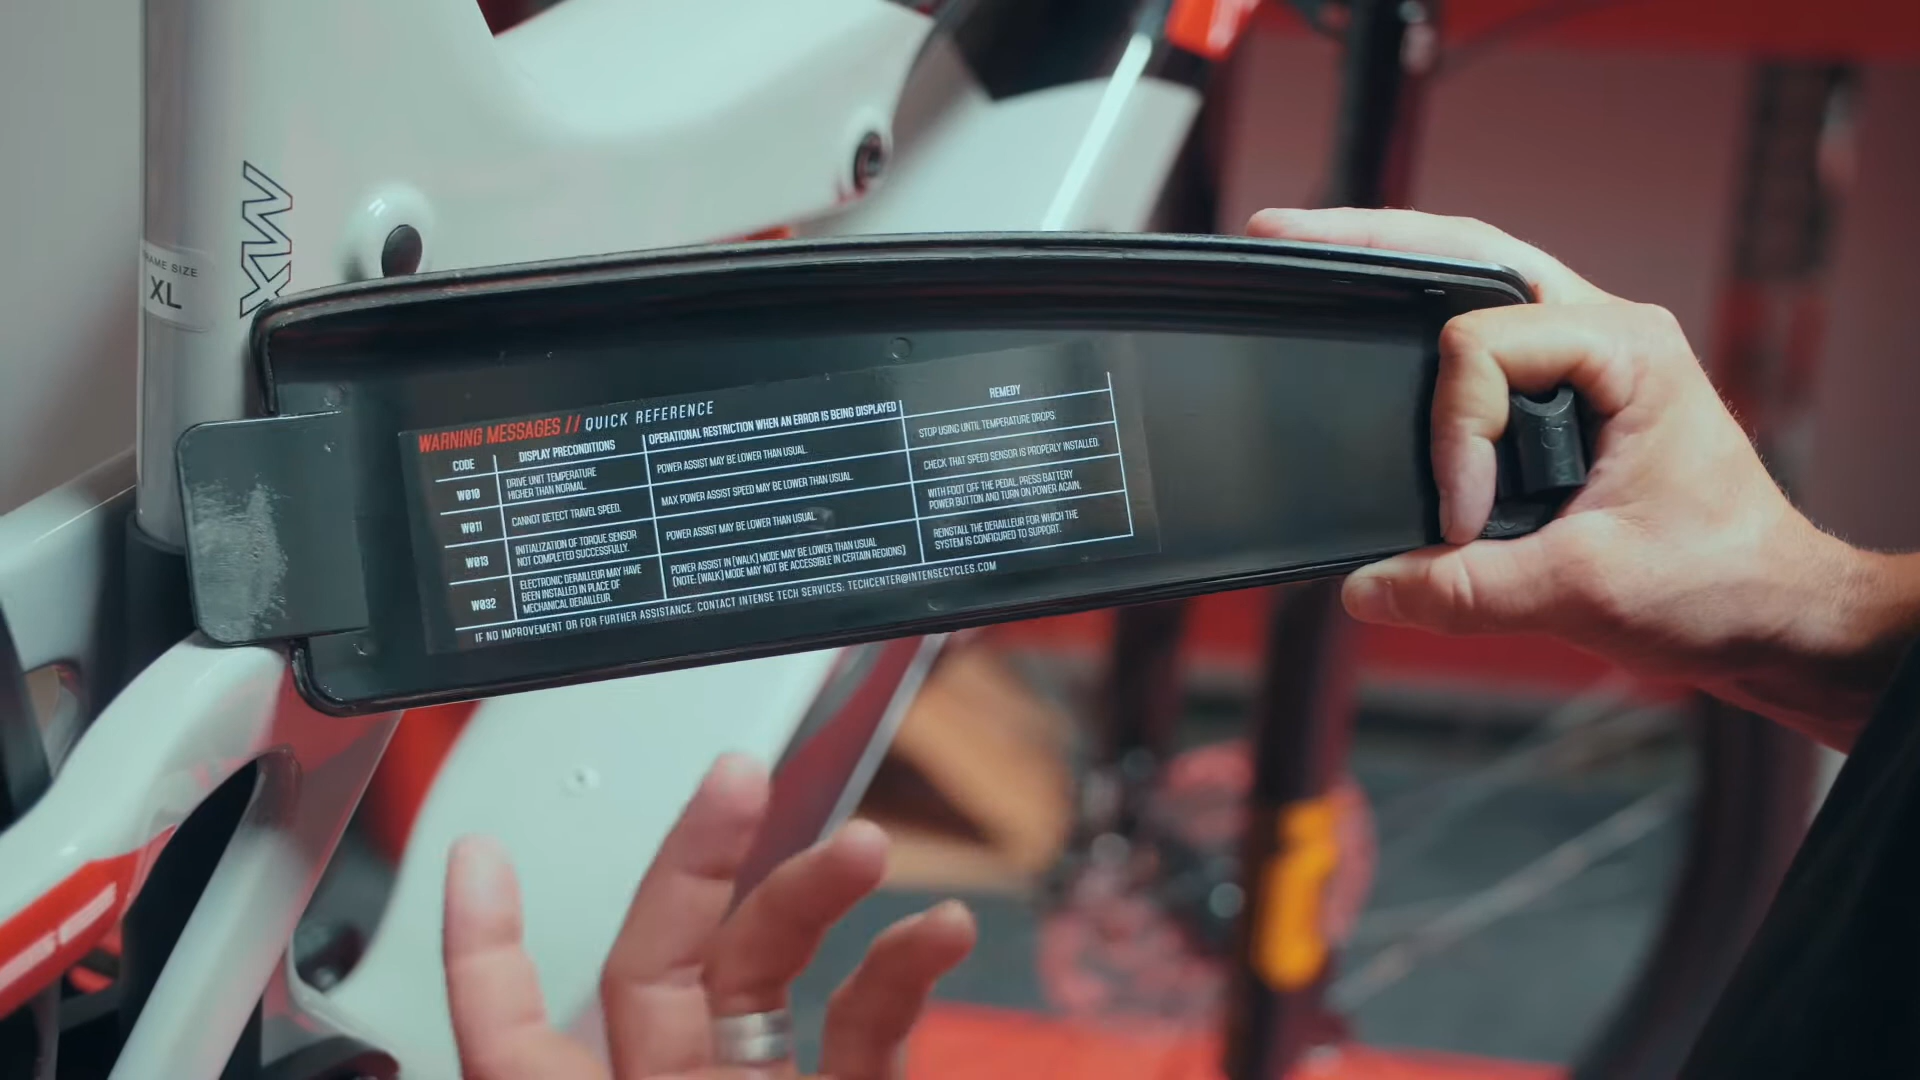 FRAME SIZE
XL
WARNING MESSAGES // QUICK REFERENCE
CODE
DISPLAY PRECONDITIONS
OPERATIONAL RESTRICTION WHEN AN ERROR IS BEING DISPLAYED
REMEDY
W010
DRIVE UNIT TEMPERATURE
HIGHER THAN NORMAL.
POWER ASSIST MAY BE LOWER THAN USUAL.
STOP USING UNTIL TEMPERATURE DROPS.
W011
CANNOT DETECT TRAVEL SPEED.
MAX POWER ASSIST SPEED MAY BE LOWER THAN USUAL.
CHECK THAT SPEED SENSOR IS PROPERLY INSTALLED.
W013
INITIALIZATION OF TORQUE SENSOR
NOT COMPLETED SUCCESSFULLY.
POWER ASSIST MAY BE LOWER THAN USUAL.
WITH FOOT OFF THE PEDAL, PRESS BATTERY
POWER BUTTON AND TURN ON POWER AGAIN.
W032
ELECTRONIC DERAILLEUR MAY HAVE
BEEN INSTALLED IN PLACE OF
MECHANICAL DERAILLEUR.
POWER ASSIST IN [WALK] MODE MAY BE LOWER THAN USUAL
(NOTE: [WALK] MODE MAY NOT BE ACCESSIBLE IN CERTAIN REGIONS)
REINSTALL THE DERAILLEUR FOR WHICH THE
SYSTEM IS CONFIGURED TO SUPPORT.
IF NO IMPROVEMENT OR FOR FURTHER ASSISTANCE, CONTACT INTENSE TECH SERVICES: TECHCENTER@INTENSECYCLES.COM